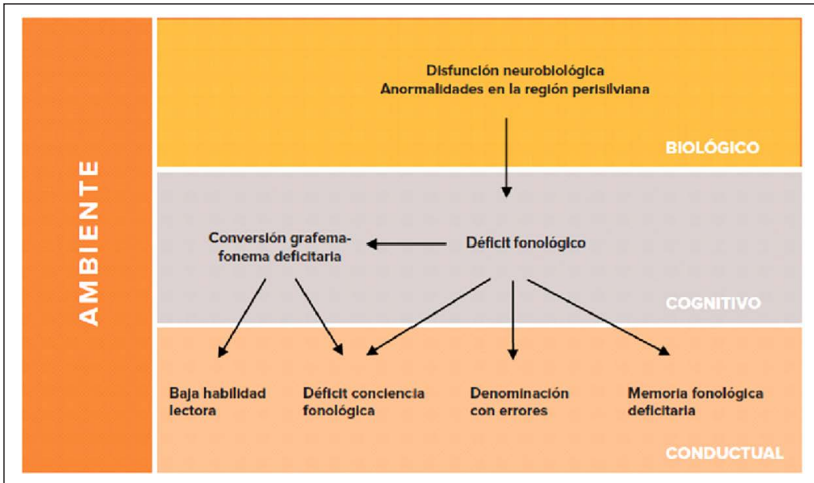 AMBIENTE
Disfunción neurobiológica
Anormalidades en la región perisilviana
BIOLÓGICO
Conversión grafema-
fonema deficitaria
Déficit fonológico
COGNITIVO
Baja habilidad
lectora
Déficit conciencia
fonológica
Denominación
con errores
Memoria fonológica
deficitaria
CONDUCTUAL